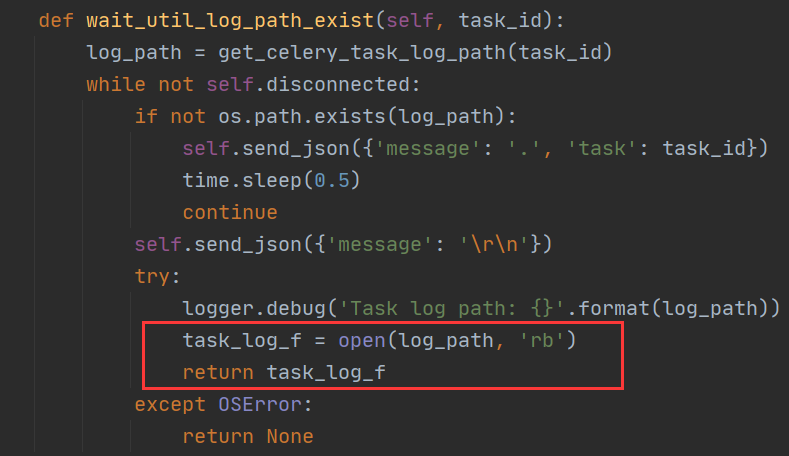 def wait_util_log_path_exist(self, task_id):
    log_path = get_celery_task_log_path(task_id)
    while not self.disconnected:
        if not os.path.exists(log_path):
            self.send_json({'message': '.', 'task': task_id})
            time.sleep(0.5)
            continue
        self.send_json({'message': '\r\n'})
        try:
            logger.debug('Task log path: {}'.format(log_path))
            task_log_f = open(log_path, 'rb')
            return task_log_f
        except OSError:
            return None